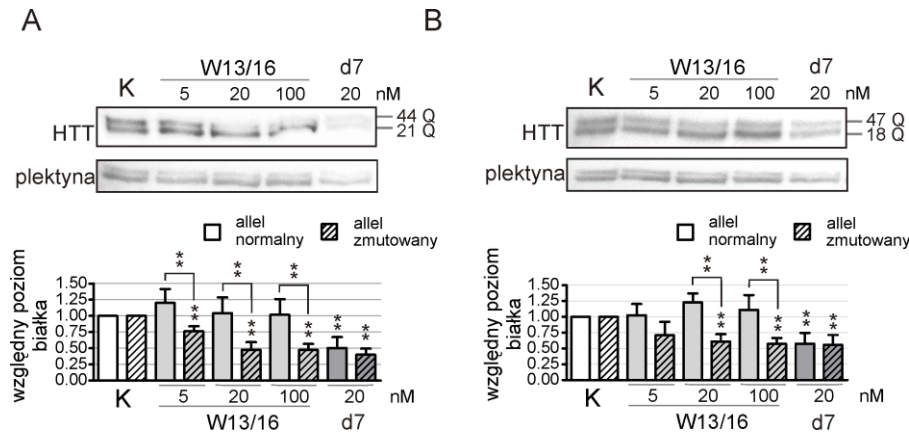 A
W13/16 d7
K 5 20 100 20 nM
HTT 44 Q
21 Q
plektyna
allel normalny allel zmutowany
względny poziom białka
1.50
1.25
1.00
0.75
0.50
0.25
0.00
** ** **
** ** ** ** **
K 5 20 100 20 nM
W13/16 d7
B
W13/16 d7
K 5 20 100 20 nM
HTT 47 Q
18 Q
plektyna
allel normalny allel zmutowany
względny poziom białka
1.50
1.25
1.00
0.75
0.50
0.25
0.00
** **
** ** ** **
K 5 20 100 20 nM
W13/16 d7